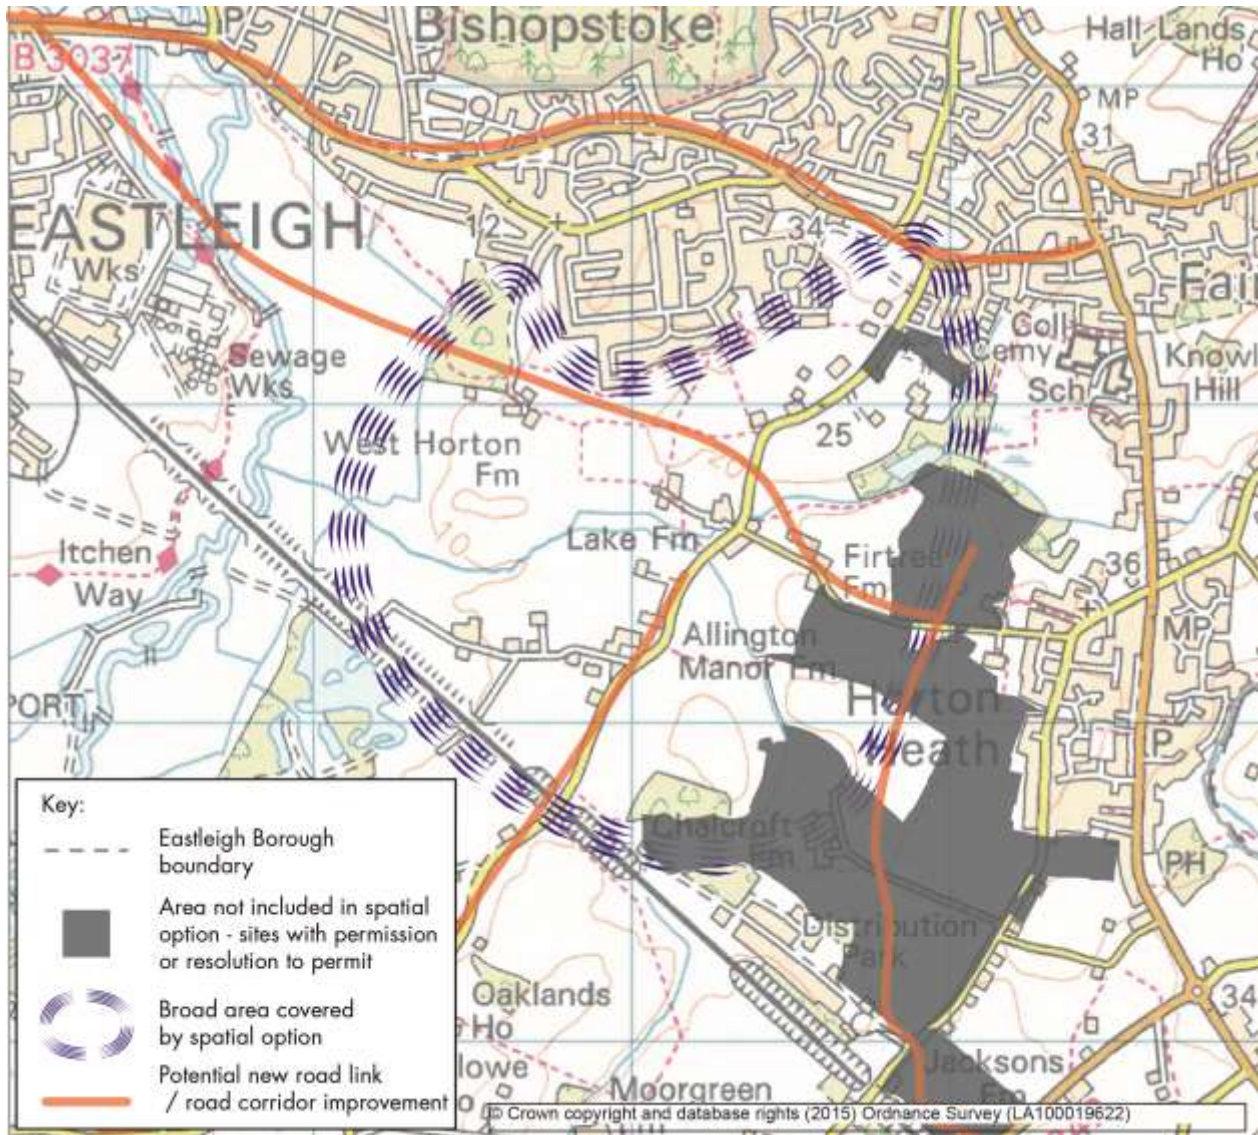 P
Bishopstoke
Hall Lands
Ho
B 3037
MP
31
EASTLEIGH
12
34
Wks
Fai
Coll
Sewage
Wks
Cemy
Sch
Knowl
Hill
25
West Horton
Fm
Lake Fm
Itchen
Way
Firtree
Fm
36
Allington
Manor Fm
MP
PORT
Horton
Heath
P
Chalcroft
Fm
PH
Distribution
Park
Oaklands
Ho
34
lowe
o
Moorgreen
Jacksons
Fm
Key:
Eastleigh Borough
boundary
Area not included in spatial
option - sites with permission
or resolution to permit
Broad area covered
by spatial option
Potential new road link
/ road corridor improvement
© Crown copyright and database rights (2015) Ordnance Survey (LA100019622)